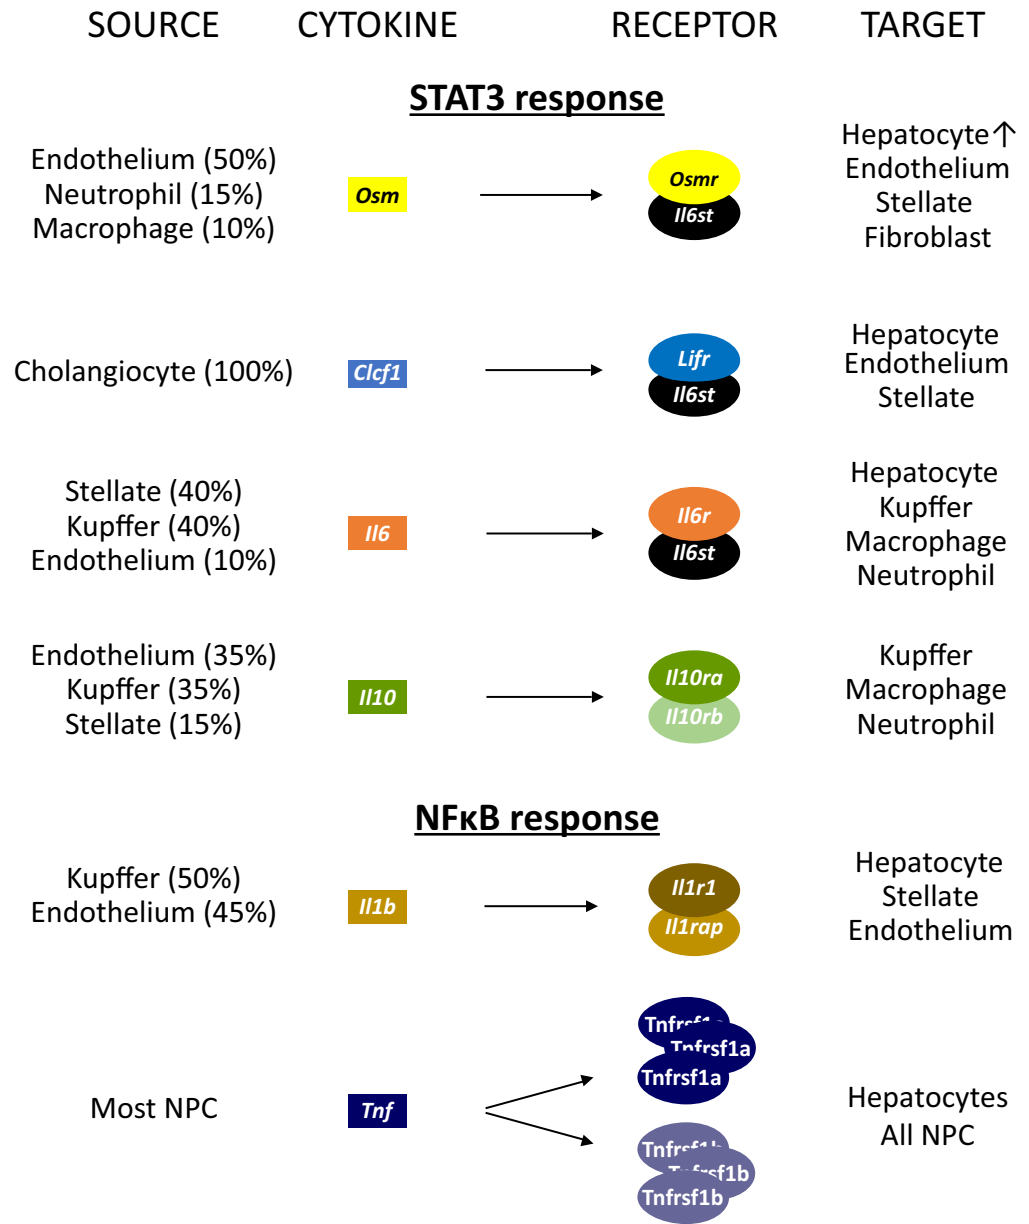 SOURCE CYTOKINE RECEPTOR TARGET
STAT3 response
Endothelium (50%)
Neutrophil (15%)
Macrophage (10%)
Osm
Osmr
Il6st
Hepatocyte↑
Endothelium
Stellate
Fibroblast
Cholangiocyte (100%)
Clcf1
Lifr
Il6st
Hepatocyte
Endothelium
Stellate
Stellate (40%)
Kupffer (40%)
Endothelium (10%)
Il6
Il6r
Il6st
Hepatocyte
Kupffer
Macrophage
Neutrophil
Endothelium (35%)
Kupffer (35%)
Stellate (15%)
Il10
Il10ra
Il10rb
Kupffer
Macrophage
Neutrophil
NFκB response
Kupffer (50%)
Endothelium (45%)
Il1b
Il1r1
Il1rap
Hepatocyte
Stellate
Endothelium
Most NPC
Tnf
Tnfrsf1a
Tnfrsf1a
Tnfrsf1a
Tnfrsf1b
Tnfrsf1b
Tnfrsf1b
Hepatocytes
All NPC